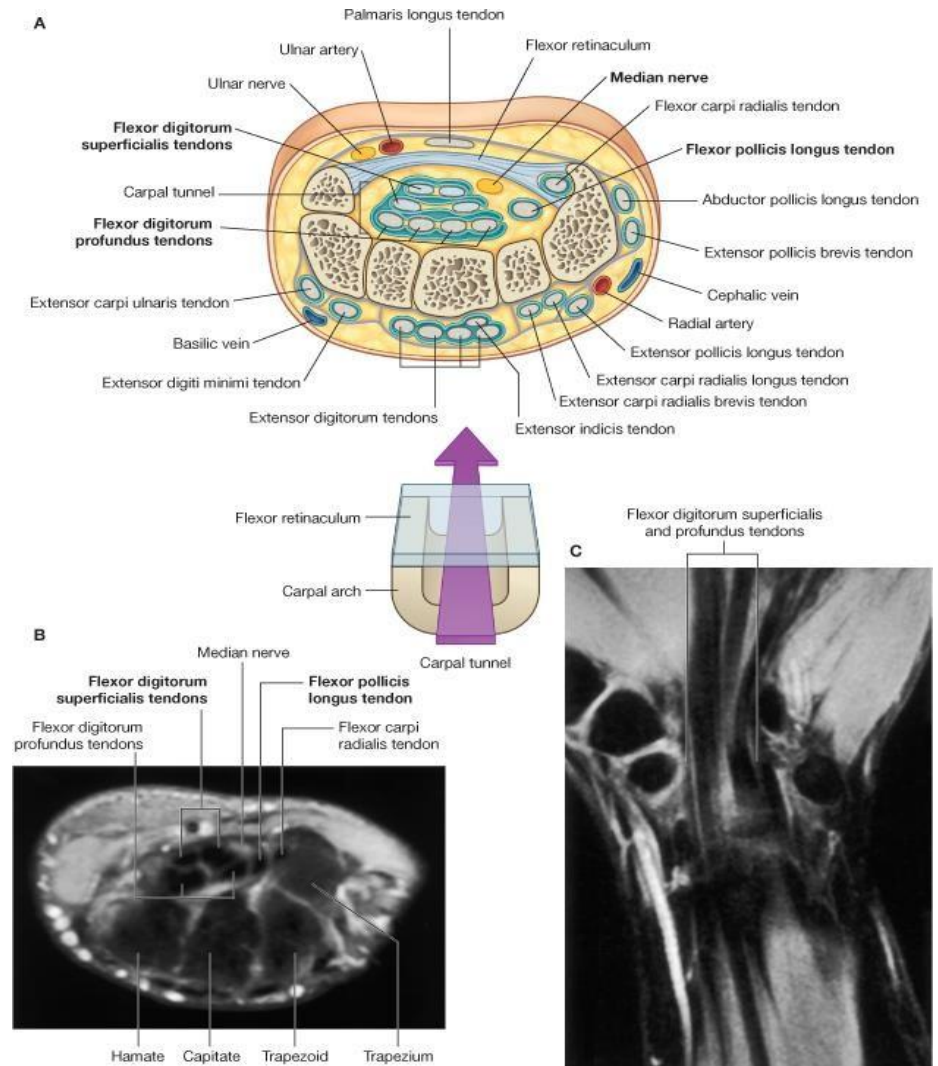 A
Palmaris longus tendon
Ulnar artery
Flexor retinaculum
Ulnar nerve
Median nerve
Flexor carpi radialis tendon
Flexor digitorum
superficialis tendons
Flexor pollicis longus tendon
Carpal tunnel
Abductor pollicis longus tendon
Flexor digitorum
profundus tendons
Extensor pollicis brevis tendon
Extensor carpi ulnaris tendon
Cephalic vein
Radial artery
Basilic vein
Extensor pollicis longus tendon
Extensor digiti minimi tendon
Extensor carpi radialis longus tendon
Extensor carpi radialis brevis tendon
Extensor digitorum tendons
Extensor indicis tendon
Flexor retinaculum
Carpal arch
Carpal tunnel
B
Median nerve
Flexor digitorum
superficialis tendons
Flexor pollicis
longus tendon
Flexor digitorum
profundus tendons
Flexor carpi
radialis tendon
Hamate
Capitate
Trapezoid
Trapezium
C
Flexor digitorum superficialis
and profundus tendons